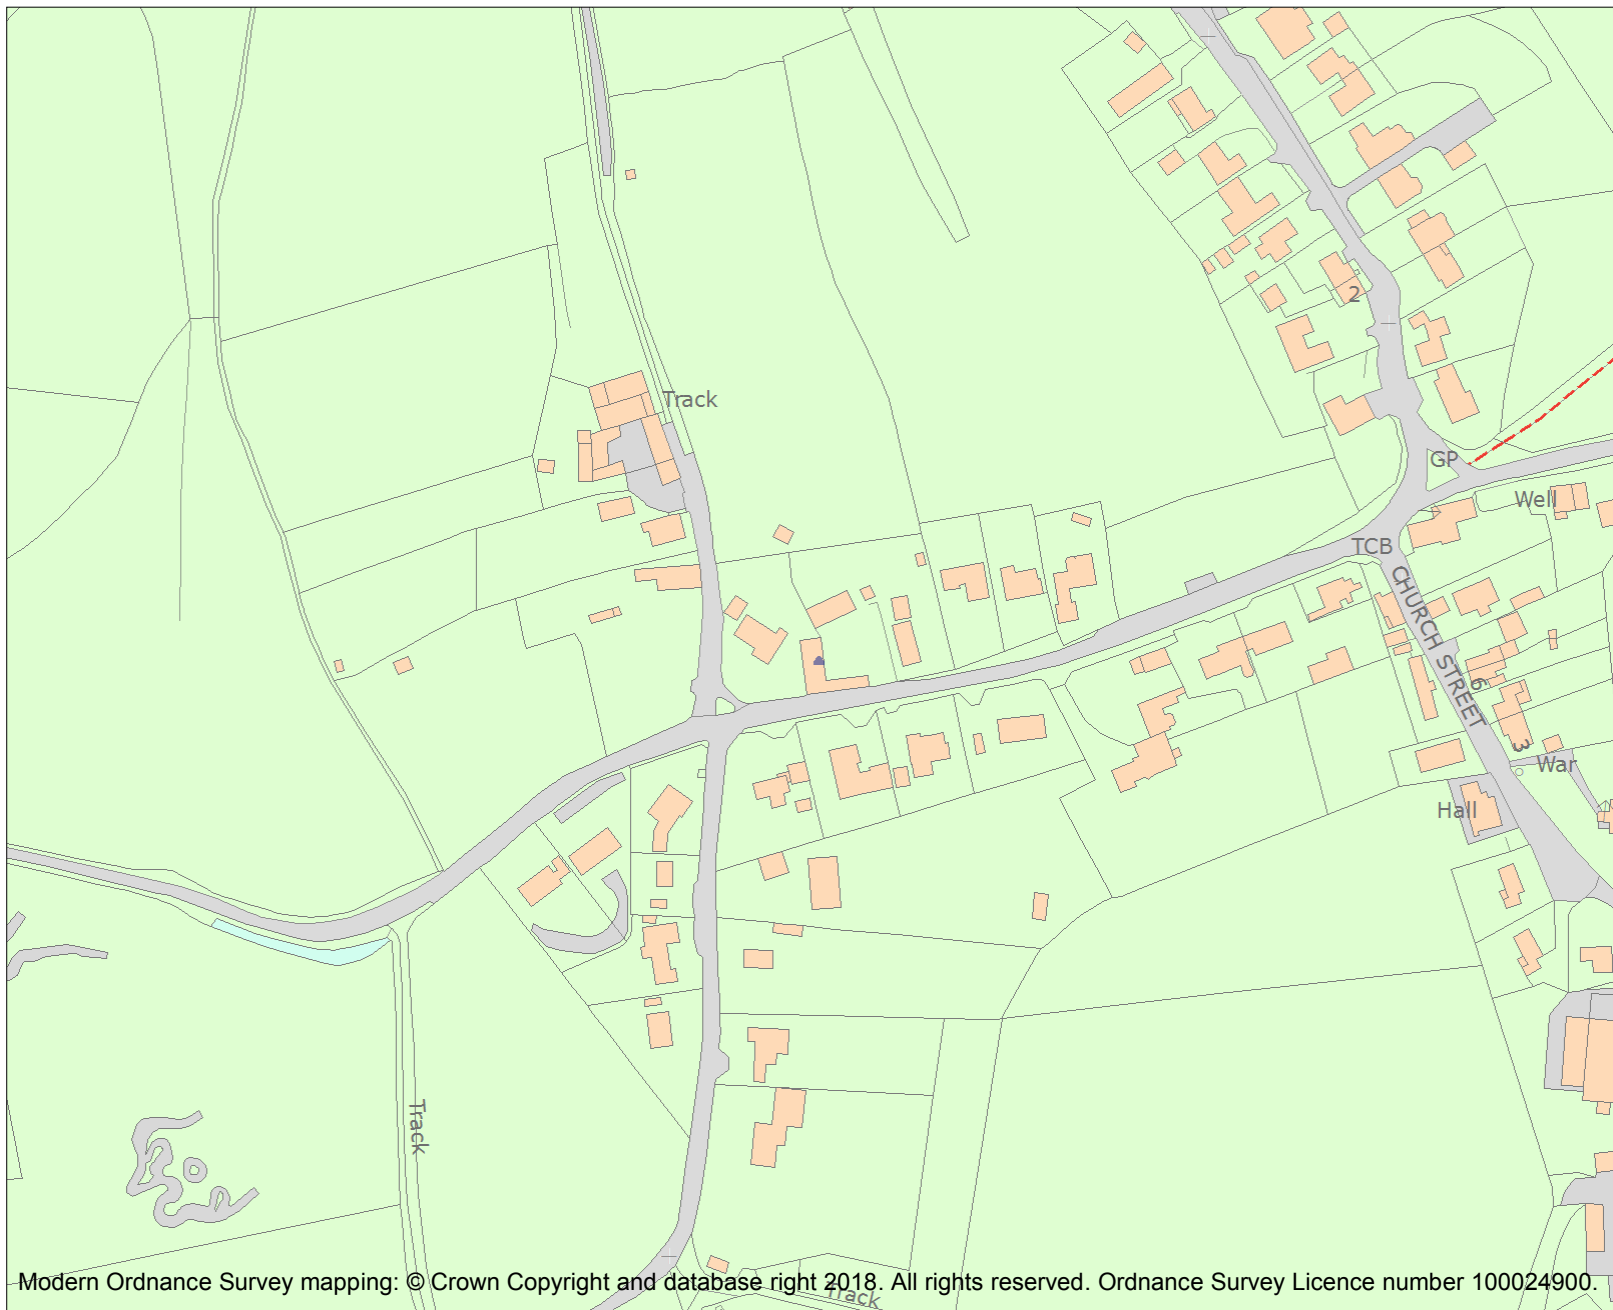 2
Track
GP
Well
TCB
CHURCH STREET
6
3
War
Hall
Track
Track
Modern Ordnance Survey mapping: © Crown Copyright and database right 2018. All rights reserved. Ordnance Survey Licence number 100024900.